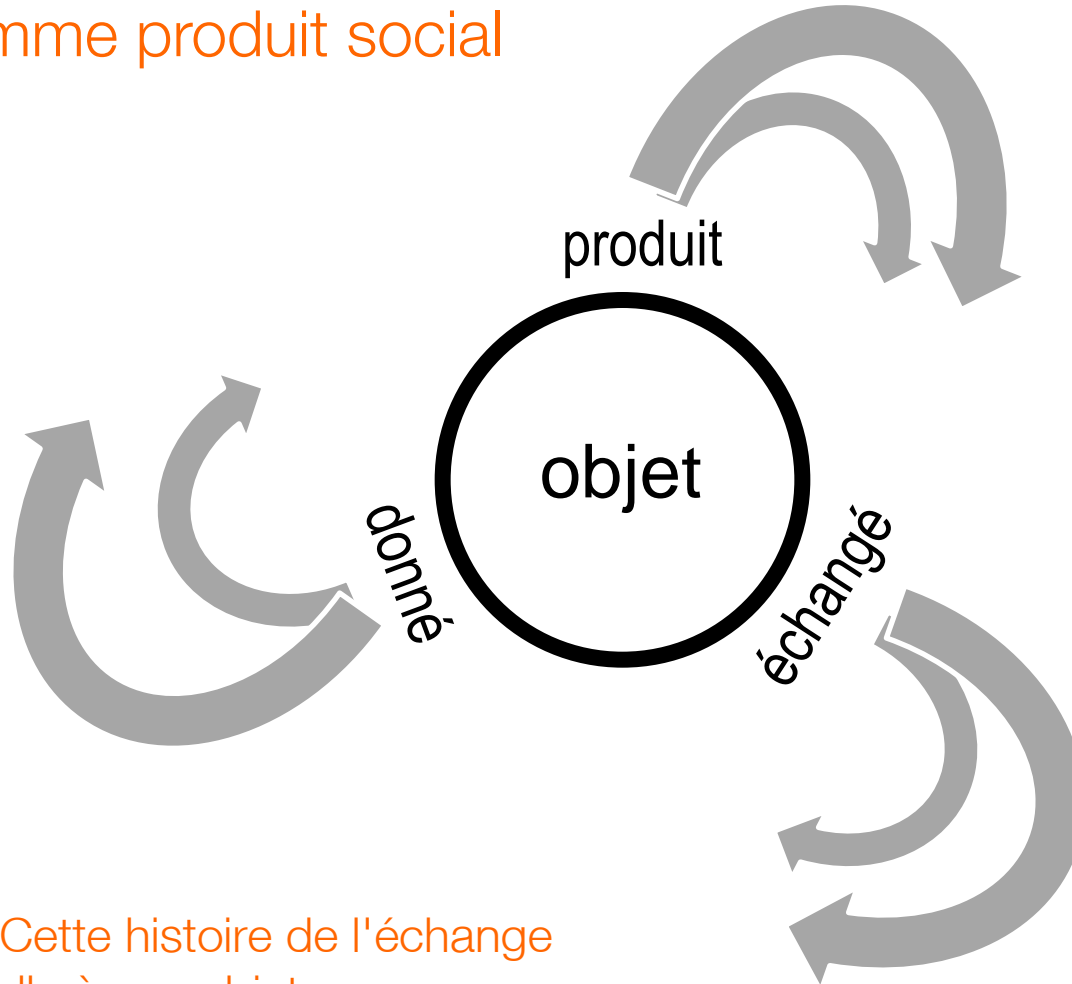 mme produit social
produit
objet
donné
échangé
Cette histoire de l'échange